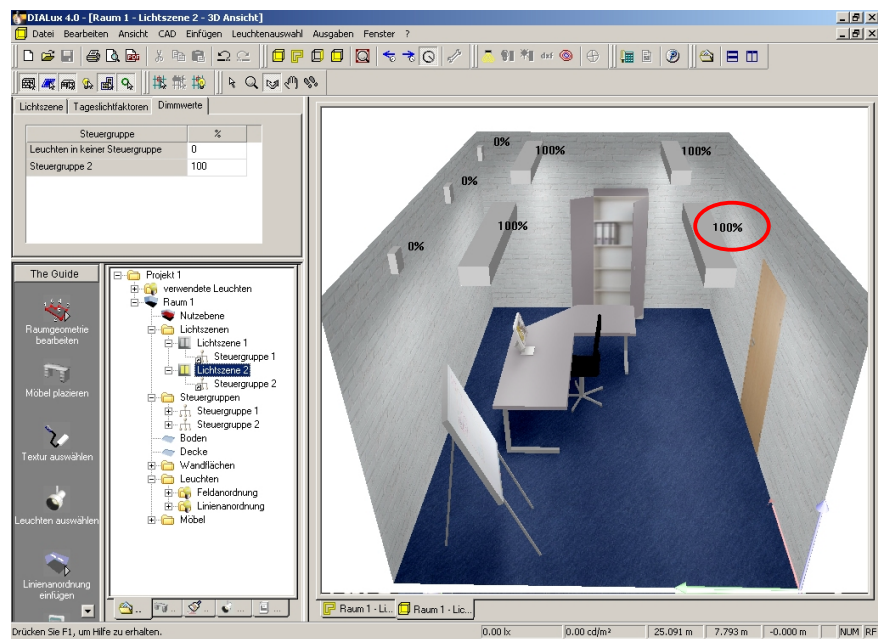 DIALux 4.0 - [Raum 1 - Lichtszene 2 - 3D Ansicht]
Datei Bearbeiten Ansicht CAD Einfügen Leuchtenauswahl Ausgaben Fenster ?
Lichtszene Tageslichtfaktoren Dimmwerte
Steuergruppe %
Leuchten in keiner Steuergruppe 0
Steuergruppe 2 100
The Guide
Raumgeometrie
bearbeiten
Möbel plazieren
Textur auswählen
Leuchten auswählen
Linienanordnung
einfügen
Projekt 1
verwendete Leuchten
Raum 1
Nutzebene
Lichtszenen
Lichtszene 1
Steuergruppe 1
Lichtszene 2
Steuergruppe 2
Steuergruppen
Steuergruppe 1
Steuergruppe 2
Boden
Decke
Wandflächen
Leuchten
Feldanordnung
Linienanordnung
Möbel
0%
100%
100%
0%
100%
100%
0%
Raum 1 - Li... Raum 1 - Lic...
Drücken Sie F1, um Hilfe zu erhalten. 0.00 lx 0.00 cd/m² 25.091 m 7.793 m -0.000 m NUM RF